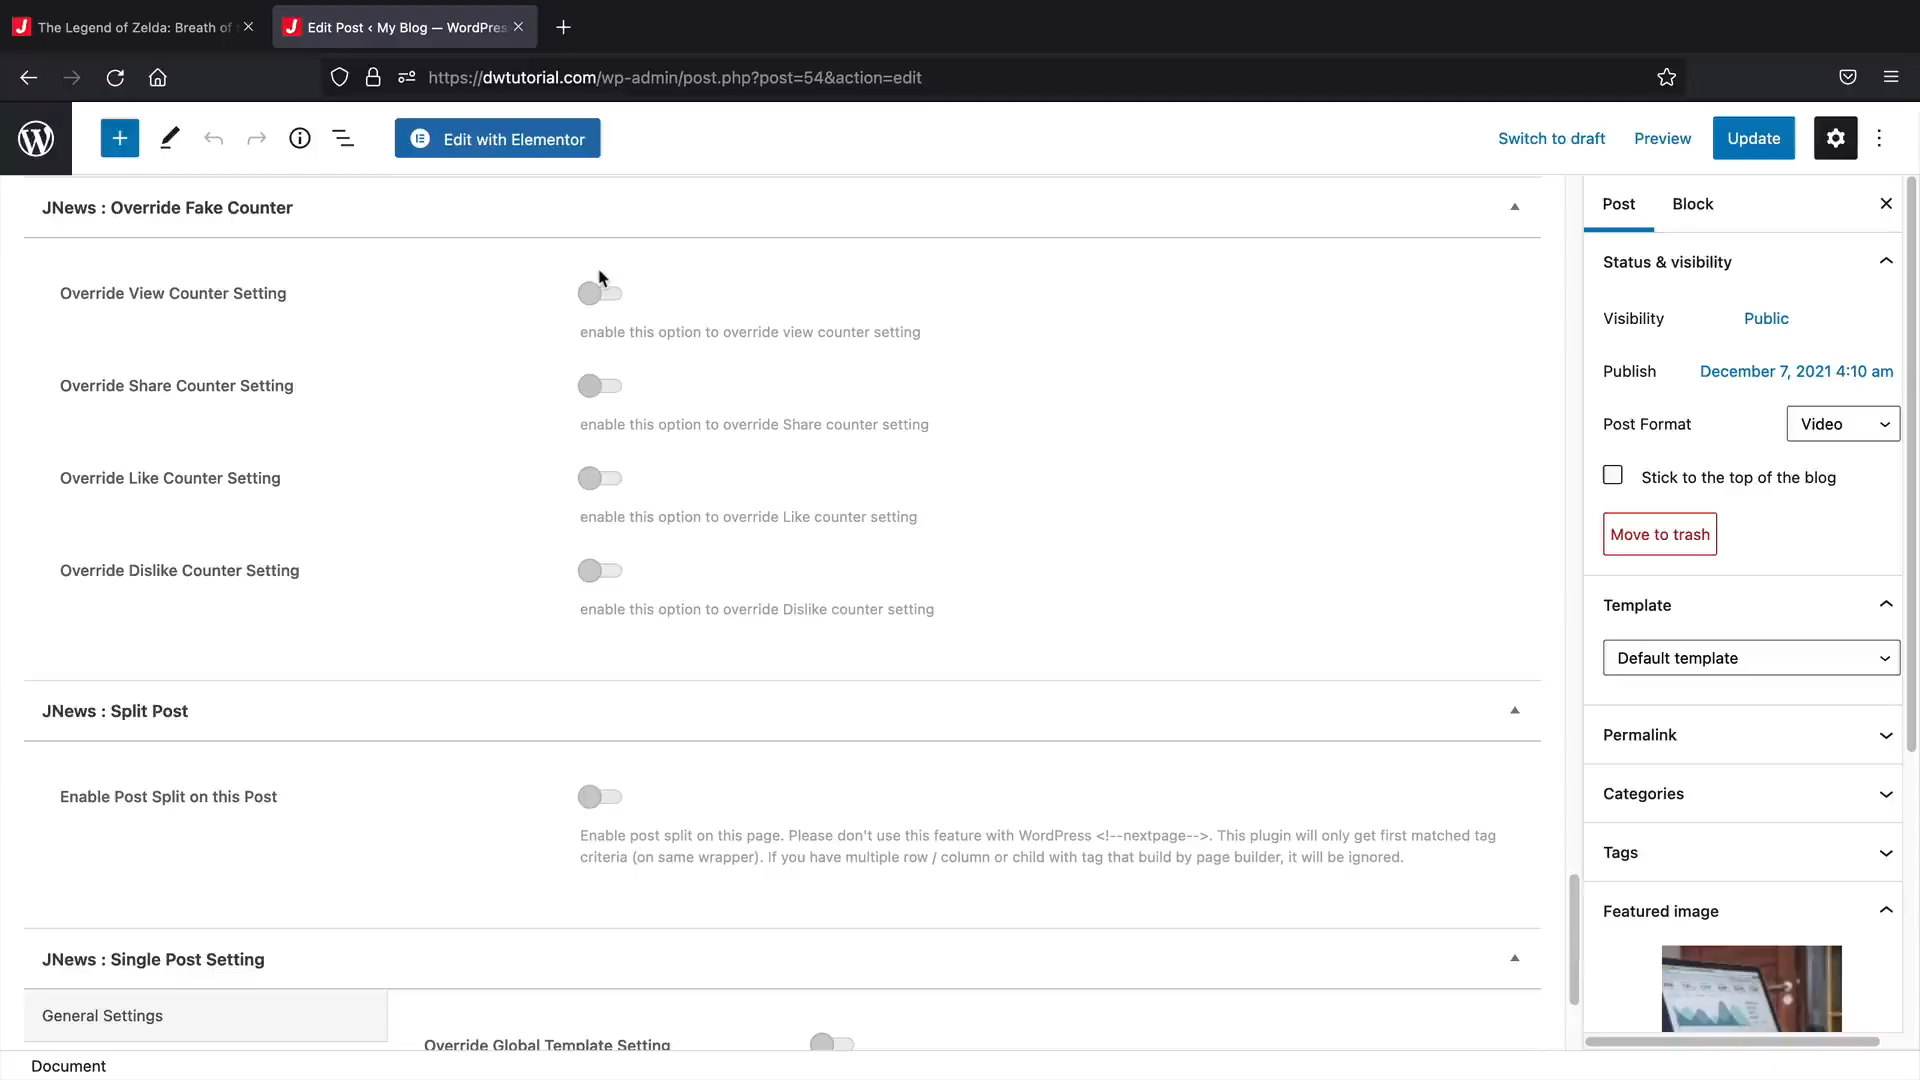 The Legend of Zelda: Breath of
Edit Post ‹ My Blog — WordPres
https://dwtutorial.com/wp-admin/post.php?post=54&action=edit
Edit with Elementor
Switch to draft
Preview
Update
JNews : Override Fake Counter
Override View Counter Setting
enable this option to override view counter setting
Override Share Counter Setting
enable this option to override Share counter setting
Override Like Counter Setting
enable this option to override Like counter setting
Override Dislike Counter Setting
enable this option to override Dislike counter setting
JNews : Split Post
Enable Post Split on this Post
Enable post split on this page. Please don't use this feature with WordPress <!--nextpage-->. This plugin will only get first matched tag
criteria (on same wrapper). If you have multiple row / column or child with tag that build by page builder, it will be ignored.
JNews : Single Post Setting
General Settings
Override Global Template Setting
Document
Post
Block
Status & visibility
Visibility
Public
Publish
December 7, 2021 4:10 am
Post Format
Video
Stick to the top of the blog
Move to trash
Template
Default template
Permalink
Categories
Tags
Featured image